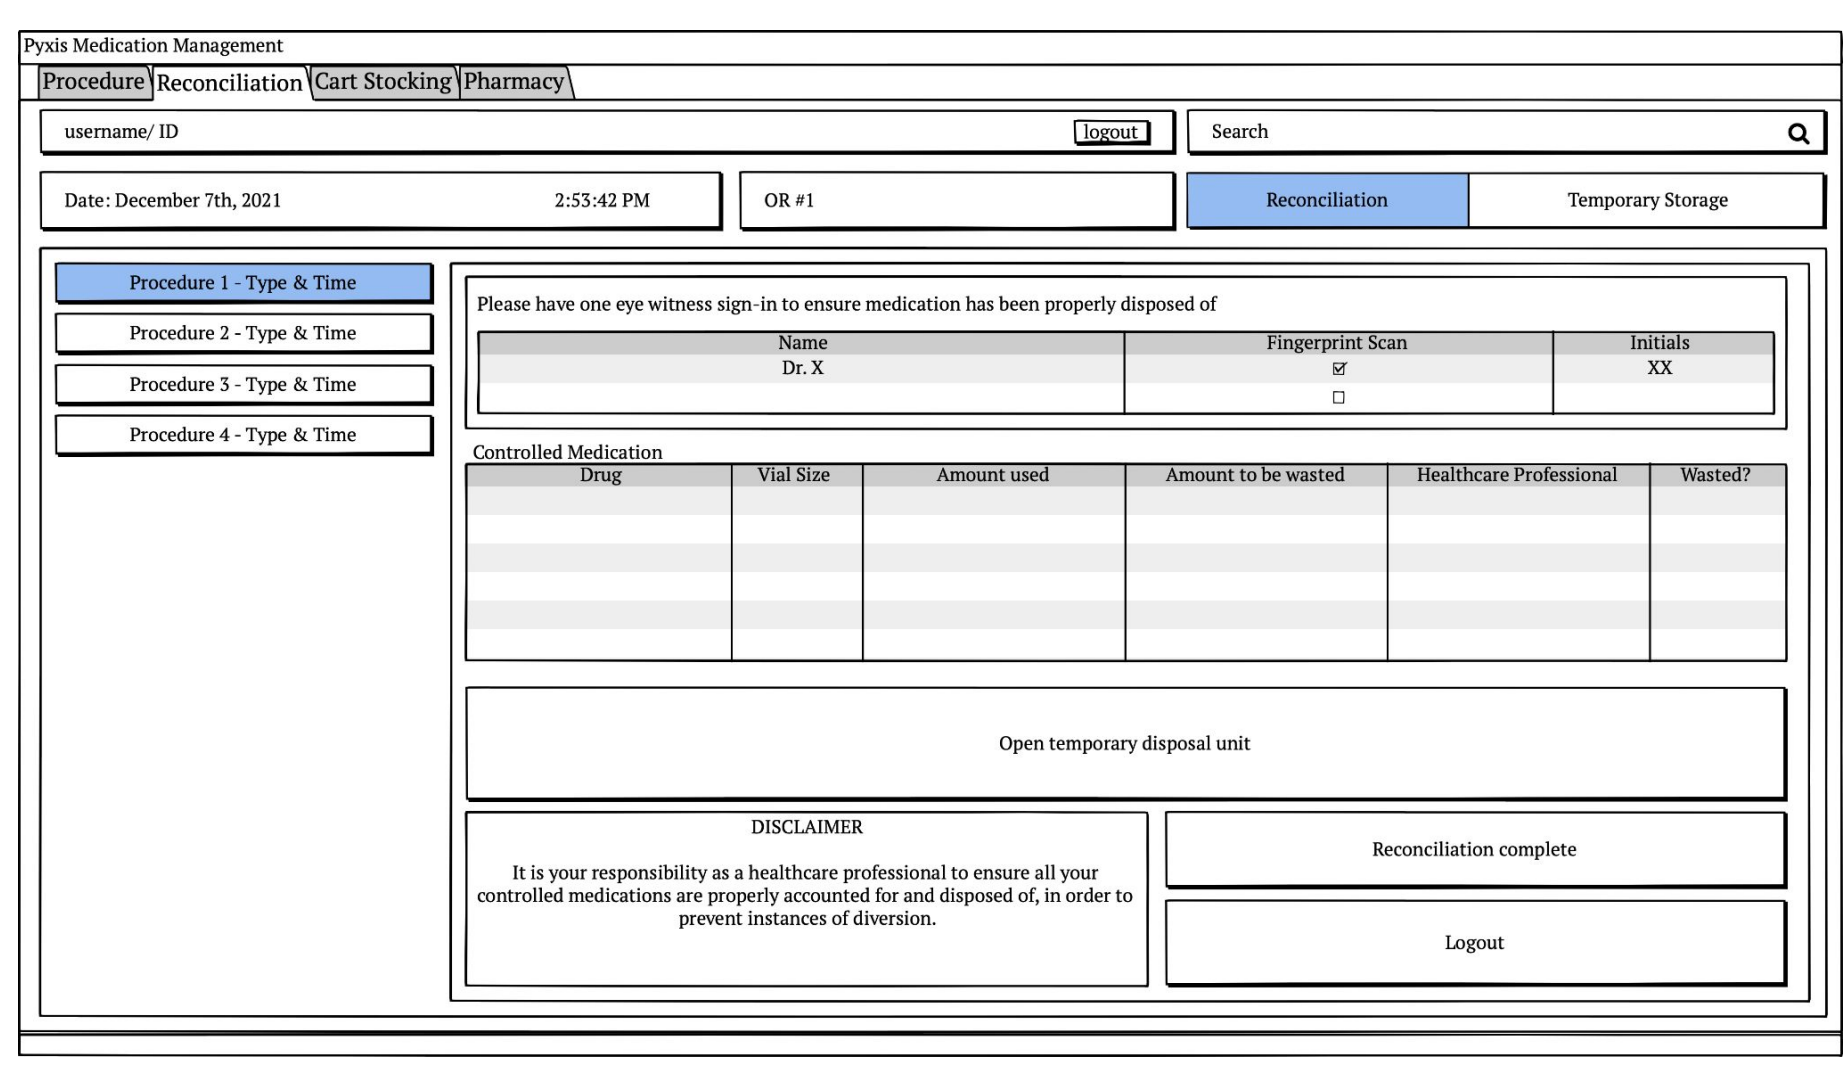 Pyxis Medication Management
Procedure Reconciliation Cart Stocking Pharmacy
username/ ID logout Search
Date: December 7th, 2021 2:53:42 PM OR #1 Reconciliation Temporary Storage
Procedure 1 - Type & Time
Procedure 2 - Type & Time
Procedure 3 - Type & Time
Procedure 4 - Type & Time
Please have one eye witness sign-in to ensure medication has been properly disposed of
Name Fingerprint Scan Initials
Dr. X XX
Controlled Medication
Drug Vial Size Amount used Amount to be wasted Healthcare Professional Wasted?
Open temporary disposal unit
DISCLAIMER
It is your responsibility as a healthcare professional to ensure all your
controlled medications are properly accounted for and disposed of, in order to
prevent instances of diversion.
Reconciliation complete
Logout